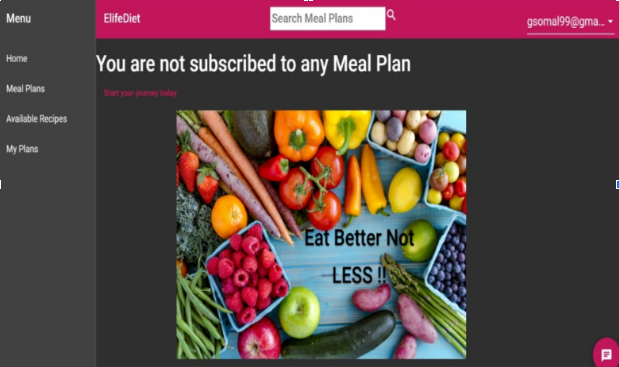 Menu
ElifeDiet
Search Meal Plans
gsomal99@gma...
Home
Meal Plans
Available Recipes
My Plans
You are not subscribed to any Meal Plan
Start your journey today
Eat Better Not
LESS !!